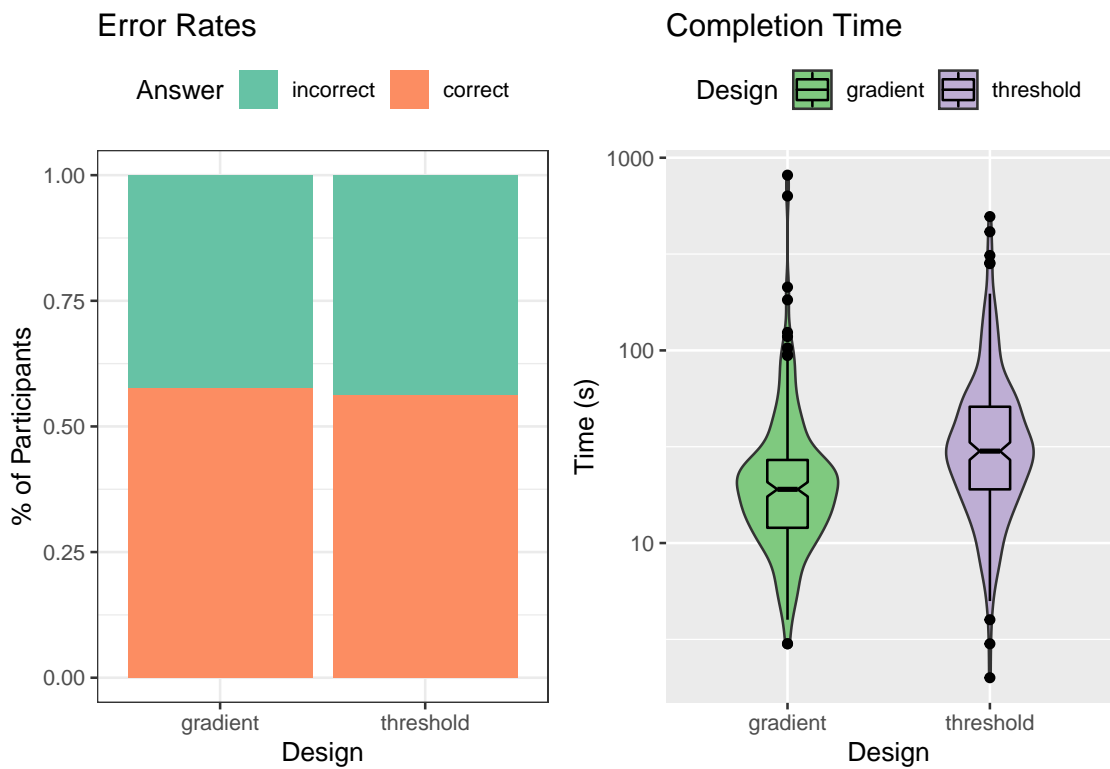 Error Rates
Answer incorrect correct
1.00
0.75
0.50
0.25
0.00
% of Participants
gradient threshold
Design
Completion Time
Design gradient threshold
1000
100
10
Time (s)
gradient threshold
Design